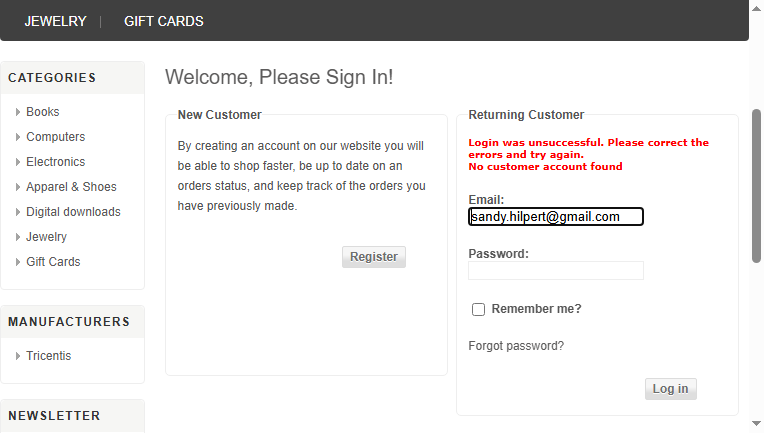 JEWELRY | GIFT CARDS
CATEGORIES
Books
Computers
Electronics
Apparel & Shoes
Digital downloads
Jewelry
Gift Cards
MANUFACTURERS
Tricentis
NEWSLETTER
Welcome, Please Sign In!
New Customer
By creating an account on our website you will
be able to shop faster, be up to date on an
orders status, and keep track of the orders you
have previously made.
Register
Returning Customer
Login was unsuccessful. Please correct the
errors and try again.
No customer account found
Email:
sandy.hilpert@gmail.com
Password:
Remember me?
Forgot password?
Log in